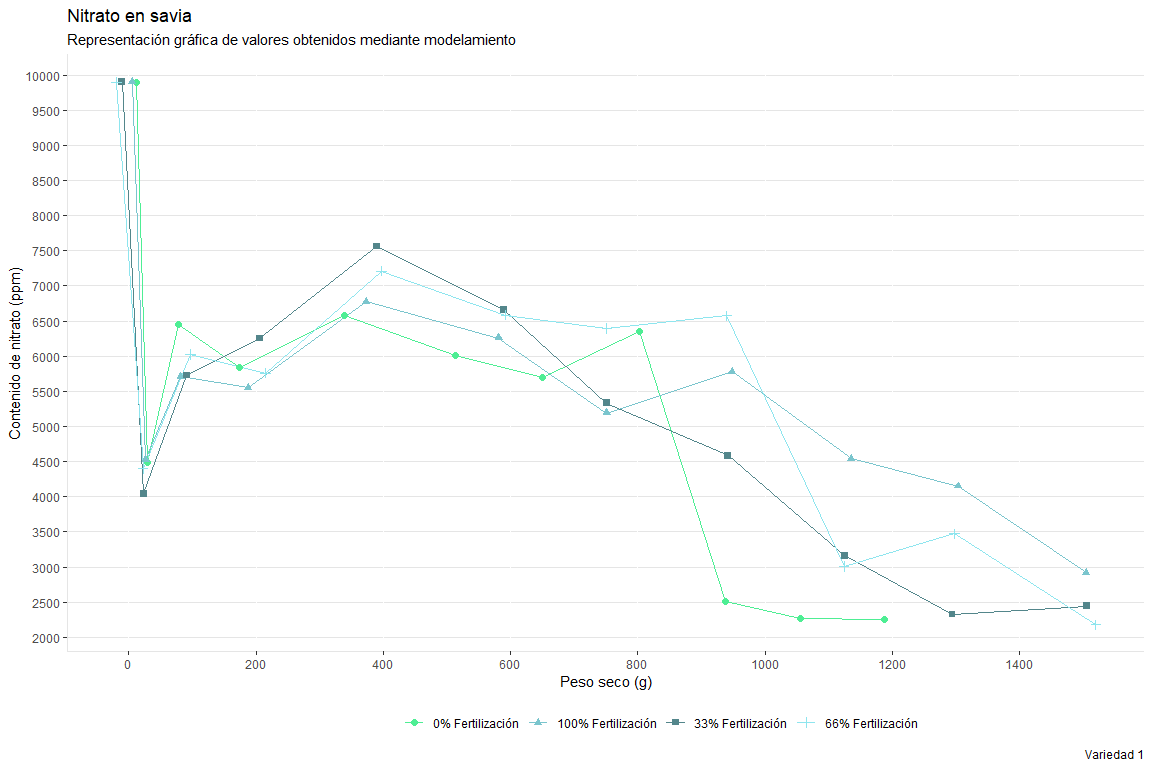 Nitrato en savia
Representación gráfica de valores obtenidos mediante modelamiento
10000
9500
9000
8500
8000
7500
7000
6500
6000
5500
5000
4500
4000
3500
3000
2500
2000
Contenido de nitrato (ppm)
0 200 400 600 800 1000 1200 1400
Peso seco (g)
0% Fertilización 100% Fertilización 33% Fertilización 66% Fertilización
Variedad 1